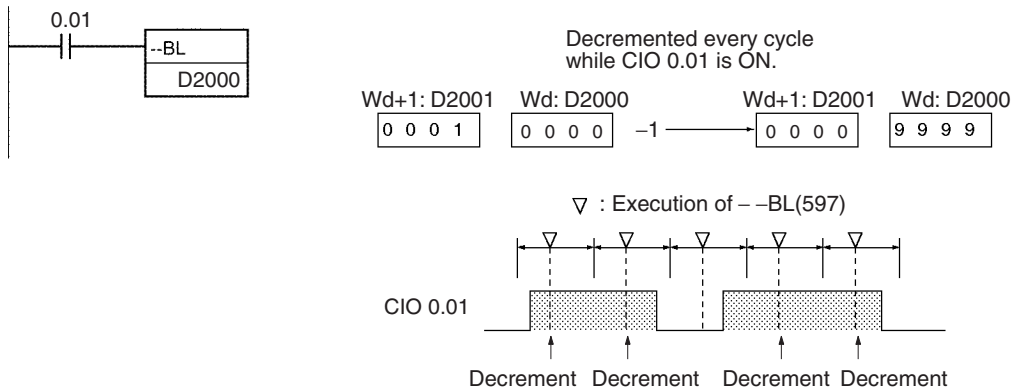 0.01
--BL
D2000
Decremented every cycle
while CIO 0.01 is ON.
Wd+1: D2001 Wd: D2000 Wd+1: D2001 Wd: D2000
0 0 0 1 0 0 0 0 −1 0 0 0 0 9 9 9 9
: Execution of – –BL(597)
CIO 0.01
Decrement Decrement Decrement Decrement